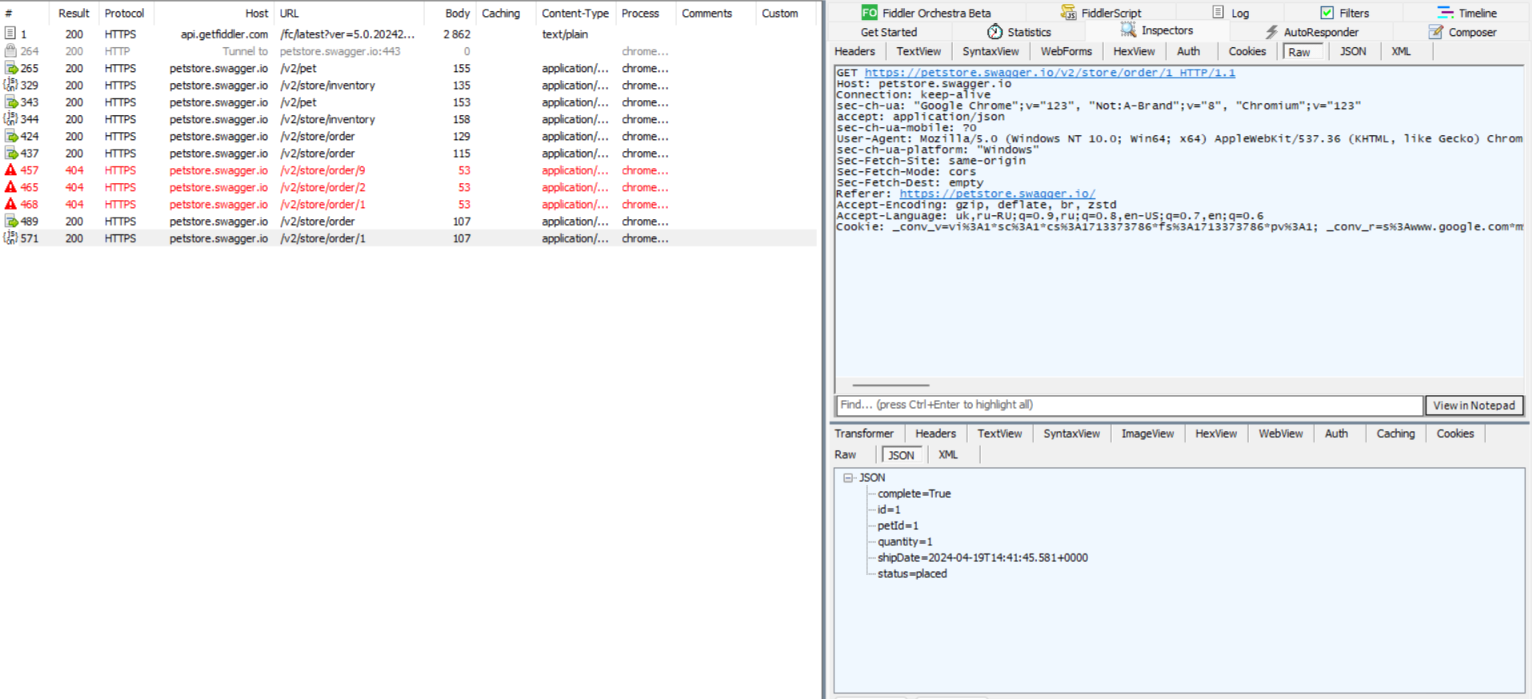 # Result Protocol Host URL Body Caching Content-Type Process Comments Custom
1 200 HTTPS api.getfiddler.com /fc/latest?ver=5.0.20242... 2 862 text/plain
264 200 HTTP Tunnel to petstore.swagger.io:443 0 chrome...
265 200 HTTPS petstore.swagger.io /v2/pet 155 application/... chrome...
329 200 HTTPS petstore.swagger.io /v2/store/inventory 135 application/... chrome...
343 200 HTTPS petstore.swagger.io /v2/pet 153 application/... chrome...
344 200 HTTPS petstore.swagger.io /v2/store/inventory 158 application/... chrome...
424 200 HTTPS petstore.swagger.io /v2/store/order 129 application/... chrome...
437 200 HTTPS petstore.swagger.io /v2/store/order 115 application/... chrome...
457 404 HTTPS petstore.swagger.io /v2/store/order/9 53 application/... chrome...
465 404 HTTPS petstore.swagger.io /v2/store/order/2 53 application/... chrome...
468 404 HTTPS petstore.swagger.io /v2/store/order/1 53 application/... chrome...
489 200 HTTPS petstore.swagger.io /v2/store/order 107 application/... chrome...
571 200 HTTPS petstore.swagger.io /v2/store/order/1 107 application/... chrome...
FO Fiddler Orchestra Beta FiddlerScript Log Filters Timeline
Get Started Statistics Inspectors AutoResponder Composer
Headers TextView SyntaxView WebForms HexView Auth Cookies Raw JSON XML
GET https://petstore.swagger.io/v2/store/order/1 HTTP/1.1
Host: petstore.swagger.io
Connection: keep-alive
sec-ch-ua: "Google Chrome";v="123", "Not:A-Brand";v="8", "Chromium";v="123"
accept: application/json
sec-ch-ua-mobile: ?0
User-Agent: Mozilla/5.0 (Windows NT 10.0; Win64; x64) AppleWebKit/537.36 (KHTML, like Gecko) Chrom
sec-ch-ua-platform: "Windows"
Sec-Fetch-Site: same-origin
Sec-Fetch-Mode: cors
Sec-Fetch-Dest: empty
Referer: https://petstore.swagger.io/
Accept-Encoding: gzip, deflate, br, zstd
Accept-Language: uk,ru-RU;q=0.9,ru;q=0.8,en-US;q=0.7,en;q=0.6
Cookie: _conv_v=vi%3A1*sc%3A1*cs%3A1713373786*fs%3A1713373786*pv%3A1; _conv_r=s%3Awww.google.com*m
Find... (press Ctrl+Enter to highlight all) View in Notepad
Transformer Headers TextView SyntaxView ImageView HexView WebView Auth Caching Cookies
Raw JSON XML
JSON
complete=True
id=1
petId=1
quantity=1
shipDate=2024-04-19T14:41:45.581+0000
status=placed